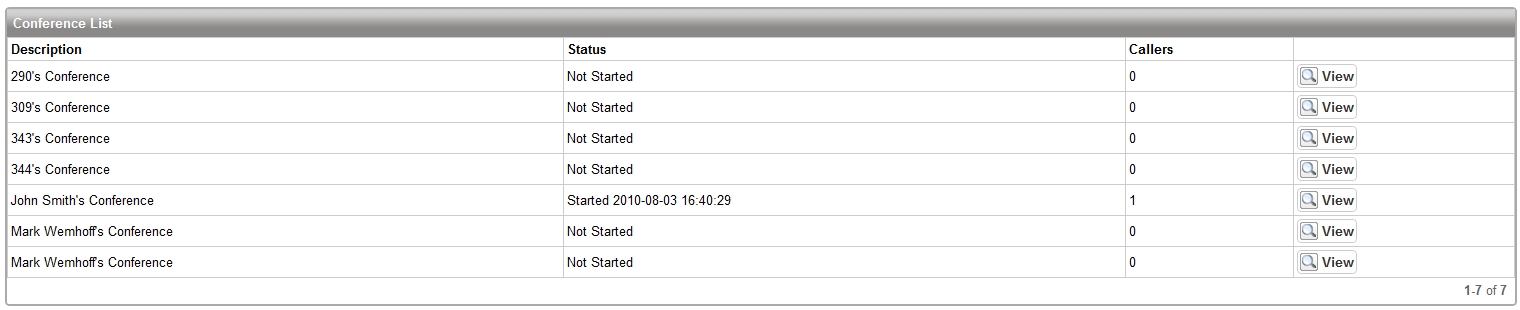 Conference List
Description Status Callers
290's Conference Not Started 0 View
309's Conference Not Started 0 View
343's Conference Not Started 0 View
344's Conference Not Started 0 View
John Smith's Conference Started 2010-08-03 16:40:29 1 View
Mark Wemhoff's Conference Not Started 0 View
Mark Wemhoff's Conference Not Started 0 View
1-7 of 7